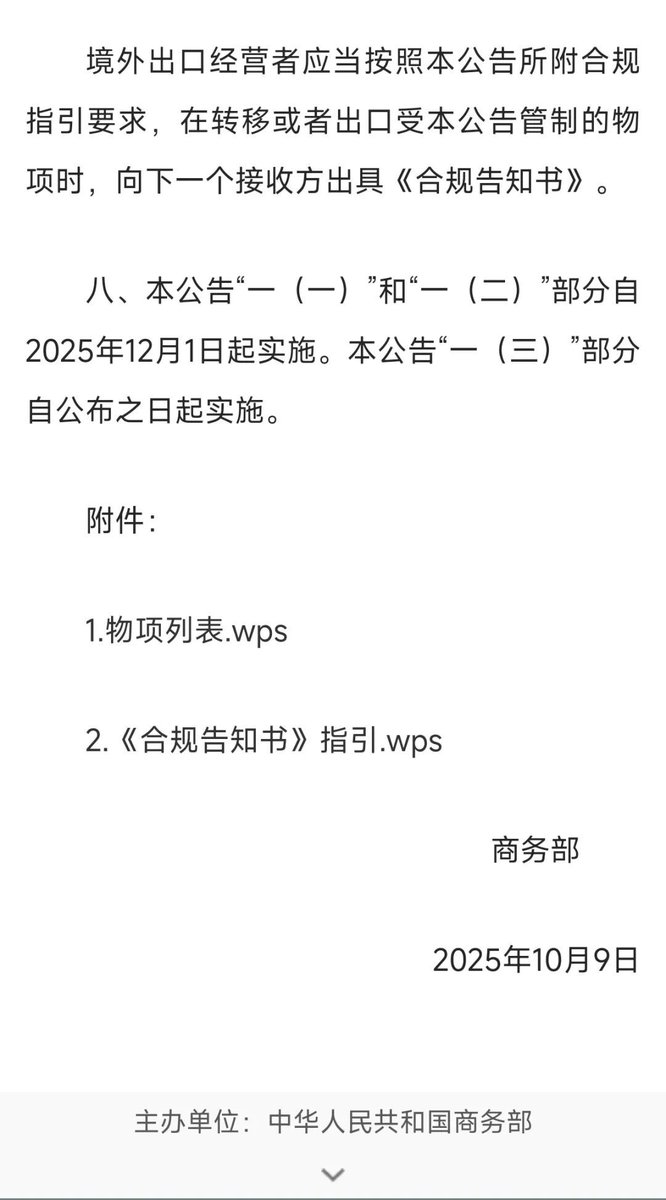 境外出口经营者应当按照本公告所附合规
指引要求，在转移或者出口受本公告管制的物
项时，向下一个接收方出具《合规告知书》。
八、本公告“一（一）”和“一（二）”部分自
2025年12月1日起实施。本公告“一（三）”部分
自公布之日起实施。
附件：
1.物项列表.wps
2.《合规告知书》指引.wps
商务部
2025年10月9日
主办单位：中华人民共和国商务部